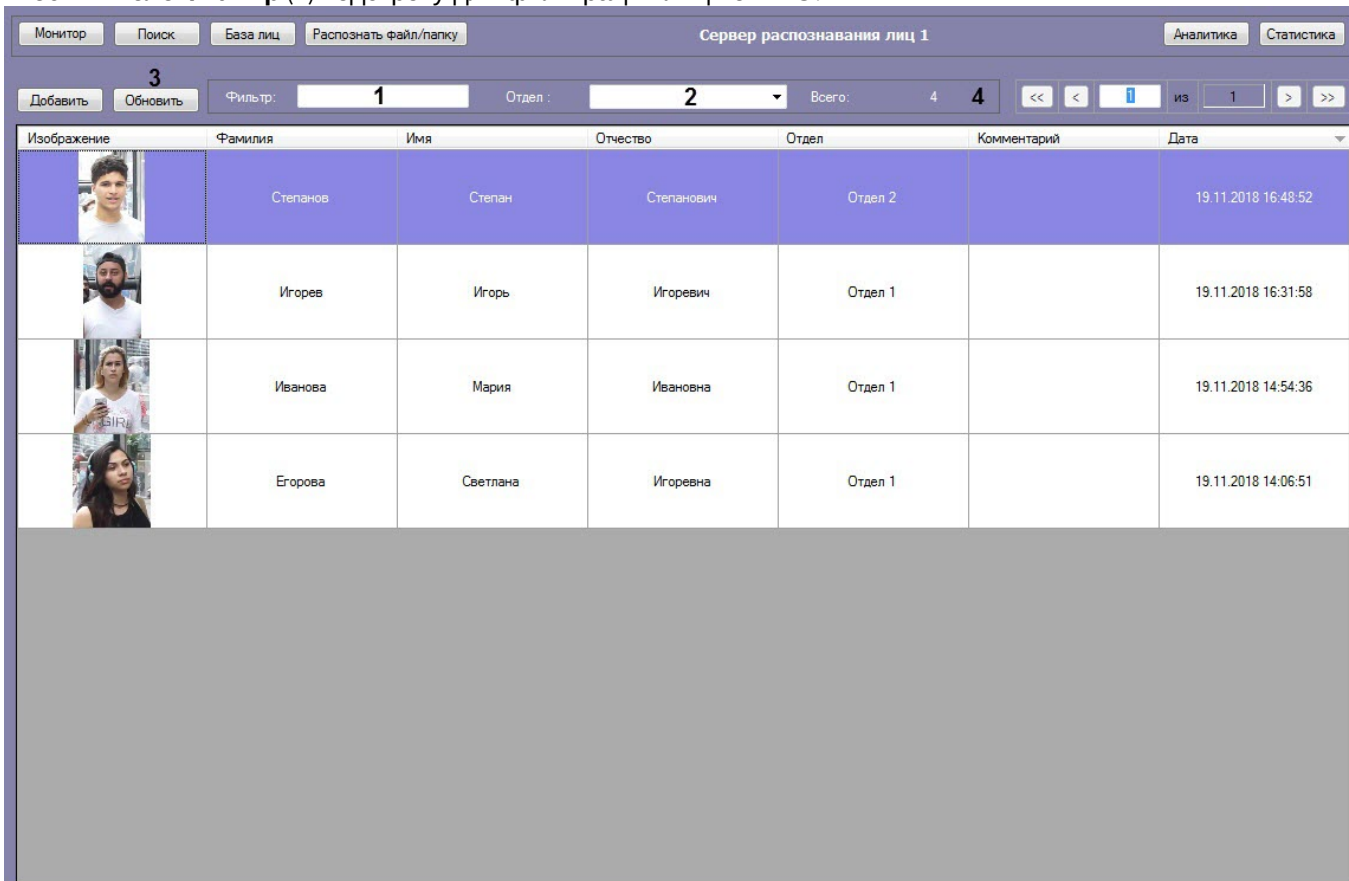 Монитор Поиск База лиц Распознать файл/папку Сервер распознавания лиц 1 Аналитика Статистика
3
Добавить Обновить Фильтр: 1 Отдел : 2 Всего: 4 4 << < 1 из 1 > >>
Изображение Фамилия Имя Отчество Отдел Комментарий Дата
Степанов Степан Степанович Отдел 2 19.11.2018 16:48:52
Игорев Игорь Игоревич Отдел 1 19.11.2018 16:31:58
Иванова Мария Ивановна Отдел 1 19.11.2018 14:54:36
GIRL
Егорова Светлана Игоревна Отдел 1 19.11.2018 14:06:51